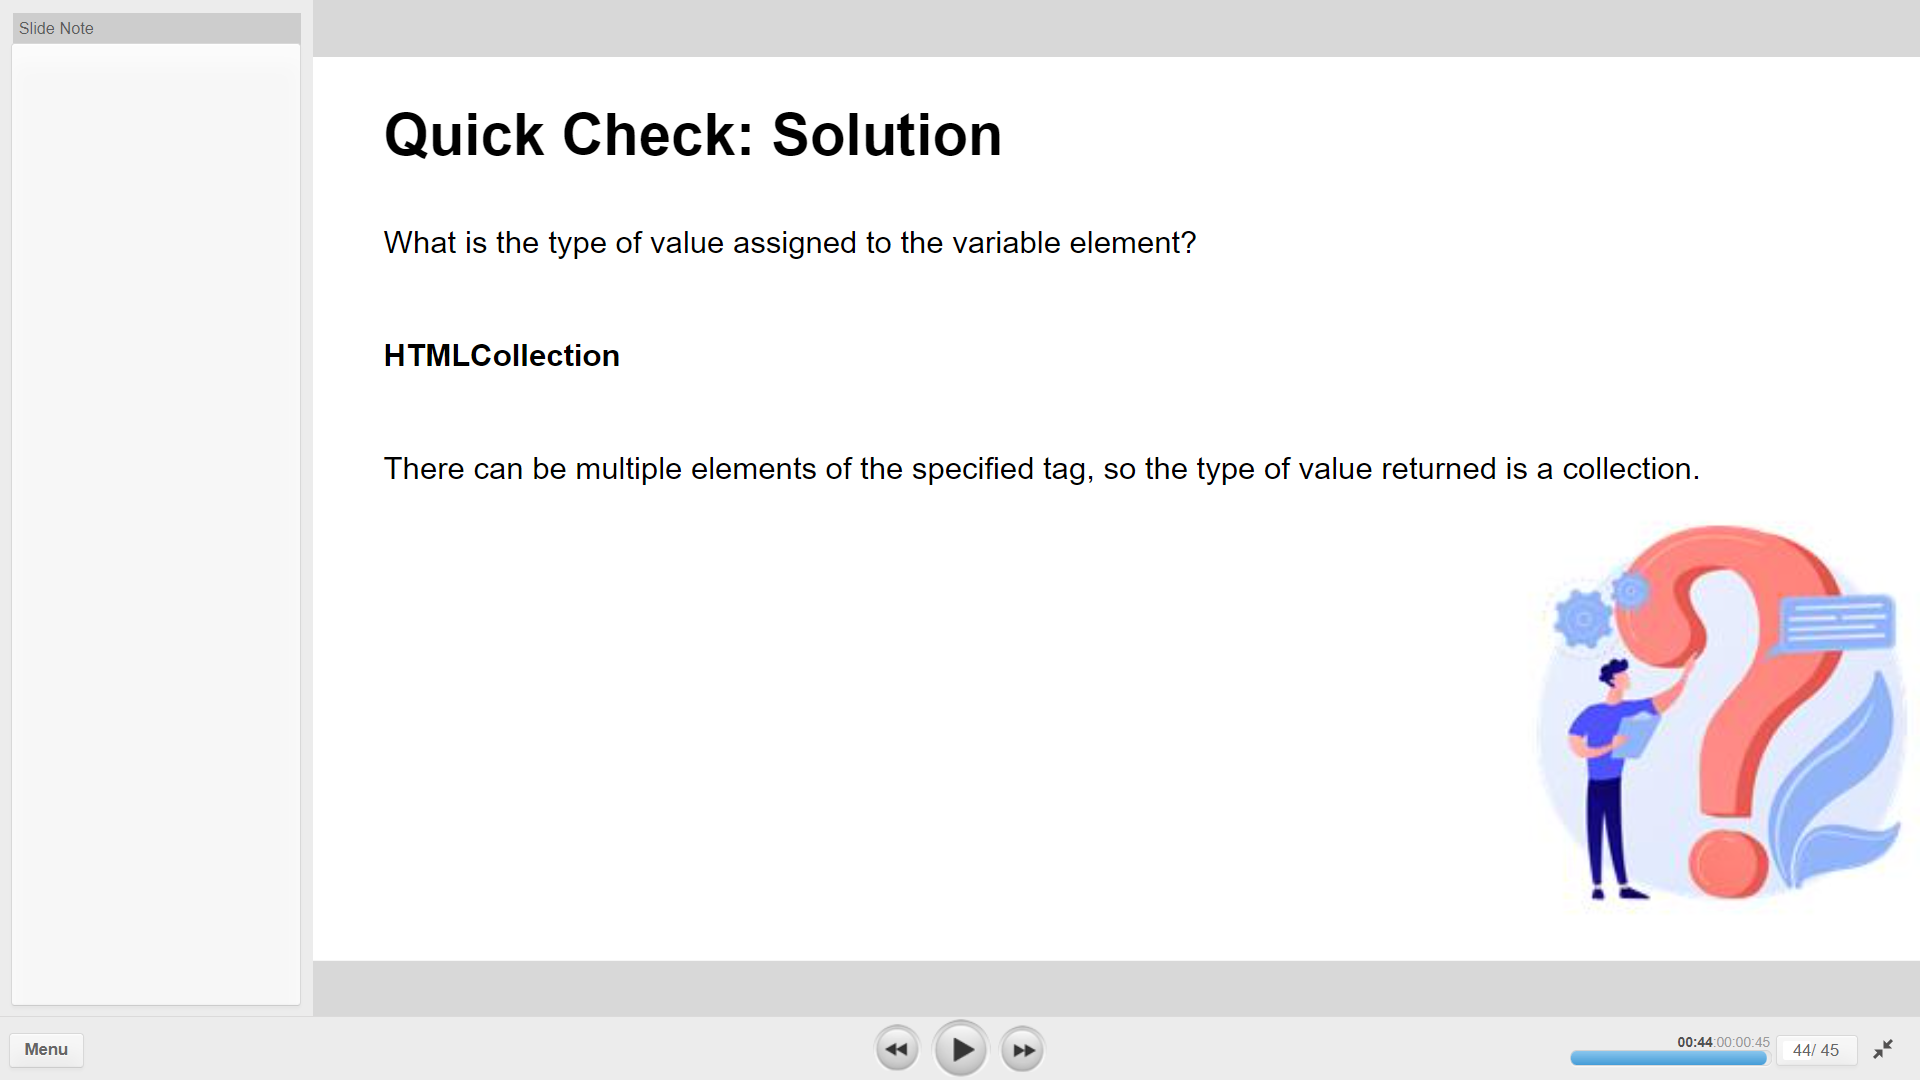 Slide Note
Quick Check: Solution
What is the type of value assigned to the variable element?
HTMLCollection
There can be multiple elements of the specified tag, so the type of value returned is a collection.
Menu
00:44:00:00:45
44/ 45